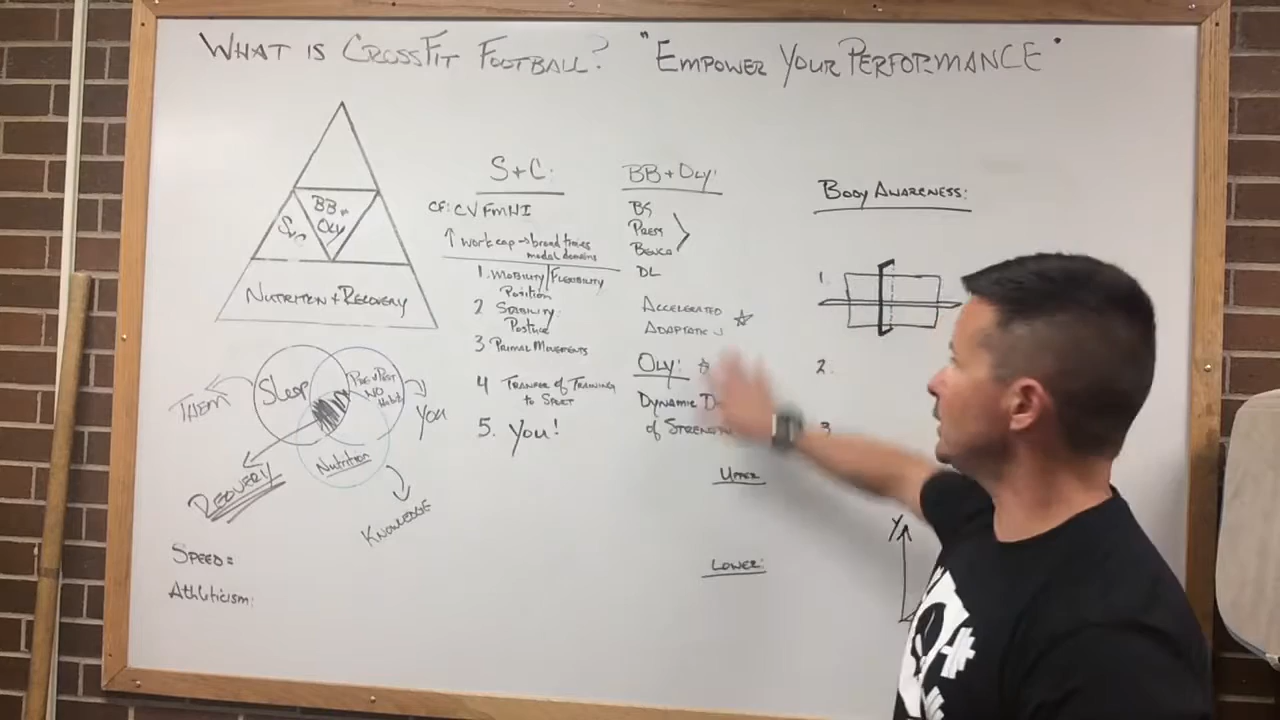 WHAT IS CROSSFIT FOOTBALL? "EMPOWER YOUR PERFORMANCE"
BB +
OLY
S+C
NUTRITION + RECOVERY
THEM
SLEEP
PRE/POST
WO
Habits
YOU
Nutrition
RECOVERY
KNOWLEDGE
SPEED=
Athleticism:
S+C:
CF: CVFMHI
↑ WORK CAP → broad times
modal domains
1. MOBILITY/FLEXIBILITY
Position
2 STABILITY
Posture
3 PRIMAL MOVEMENTS
4 TRANSFER OF TRAINING
TO SPORT
5. YOU!
BB + OLY:
BS
PRESS
BENCH
DL
ACCELERATED
ADAPTATION
OLY:
DYNAMIC
of STRENGTH
UPPER
LOWER:
BODY AWARENESS:
1.
2.
3
Y